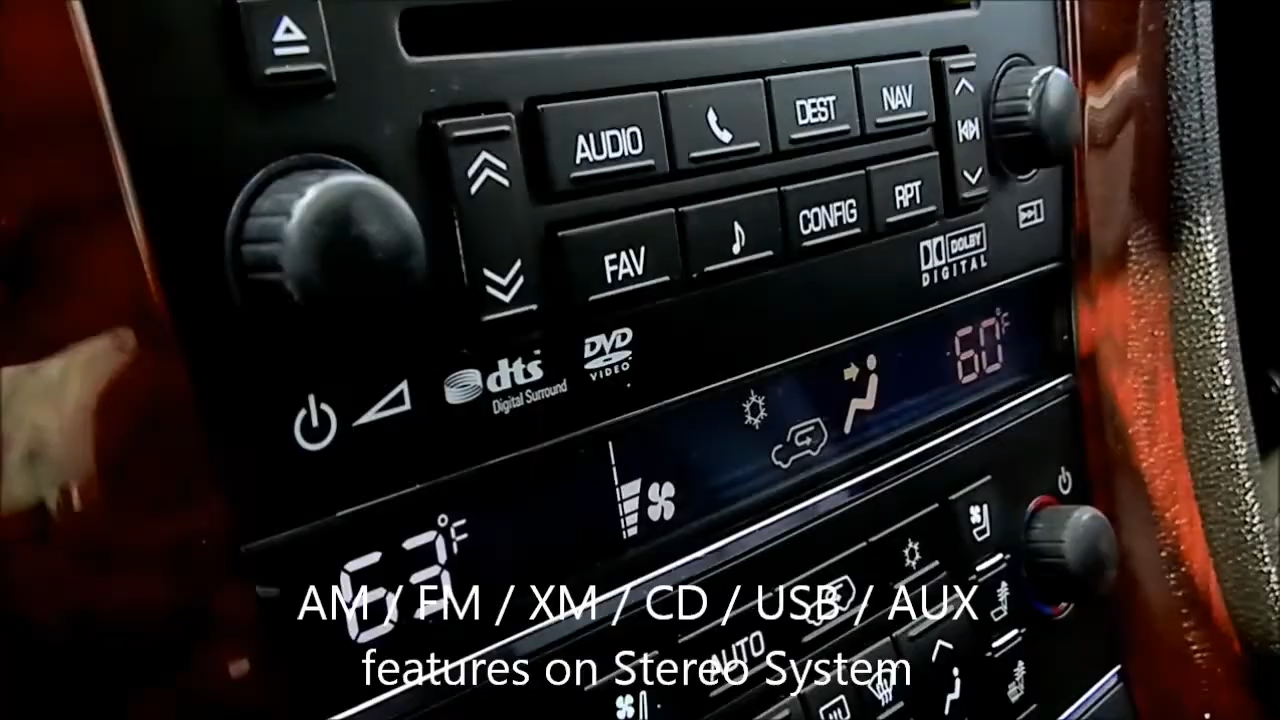 AUDIO
DEST
NAV
FAV
CONFIG
RPT
DOLBY
DIGITAL
dts
Digital Surround
DVD
VIDEO
60°F
63°F
AUTO
AM / FM / XM / CD / USB / AUX
features on Stereo System